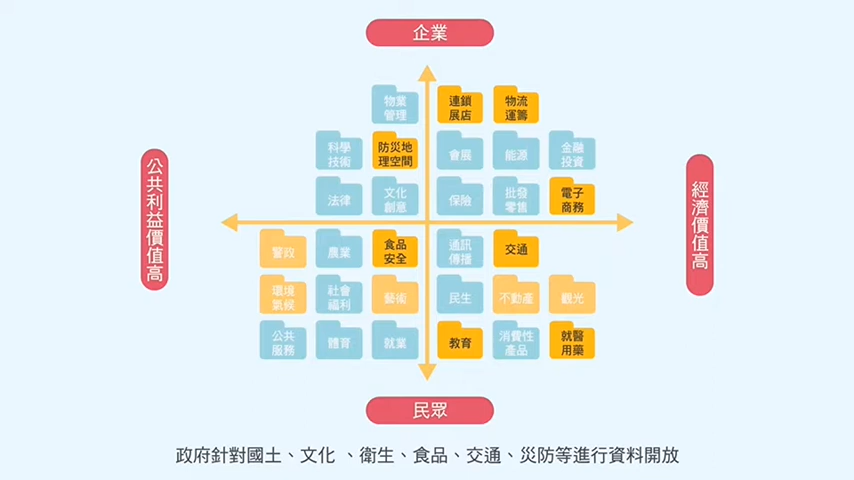 企業
物業
管理
連鎖
展店
物流
運籌
科學
技術
防災地
理空間
會展
能源
金融
投資
法律
文化
創意
保險
批發
零售
電子
商務
公共利益價值高
經濟價值高
警政
農業
食品
安全
通訊
傳播
交通
環境
氣候
社會
福利
藝術
民生
不動產
觀光
公共
服務
體育
就業
教育
消費性
產品
就醫
用藥
民眾
政府針對國土、文化 、衛生、食品、交通、災防等進行資料開放